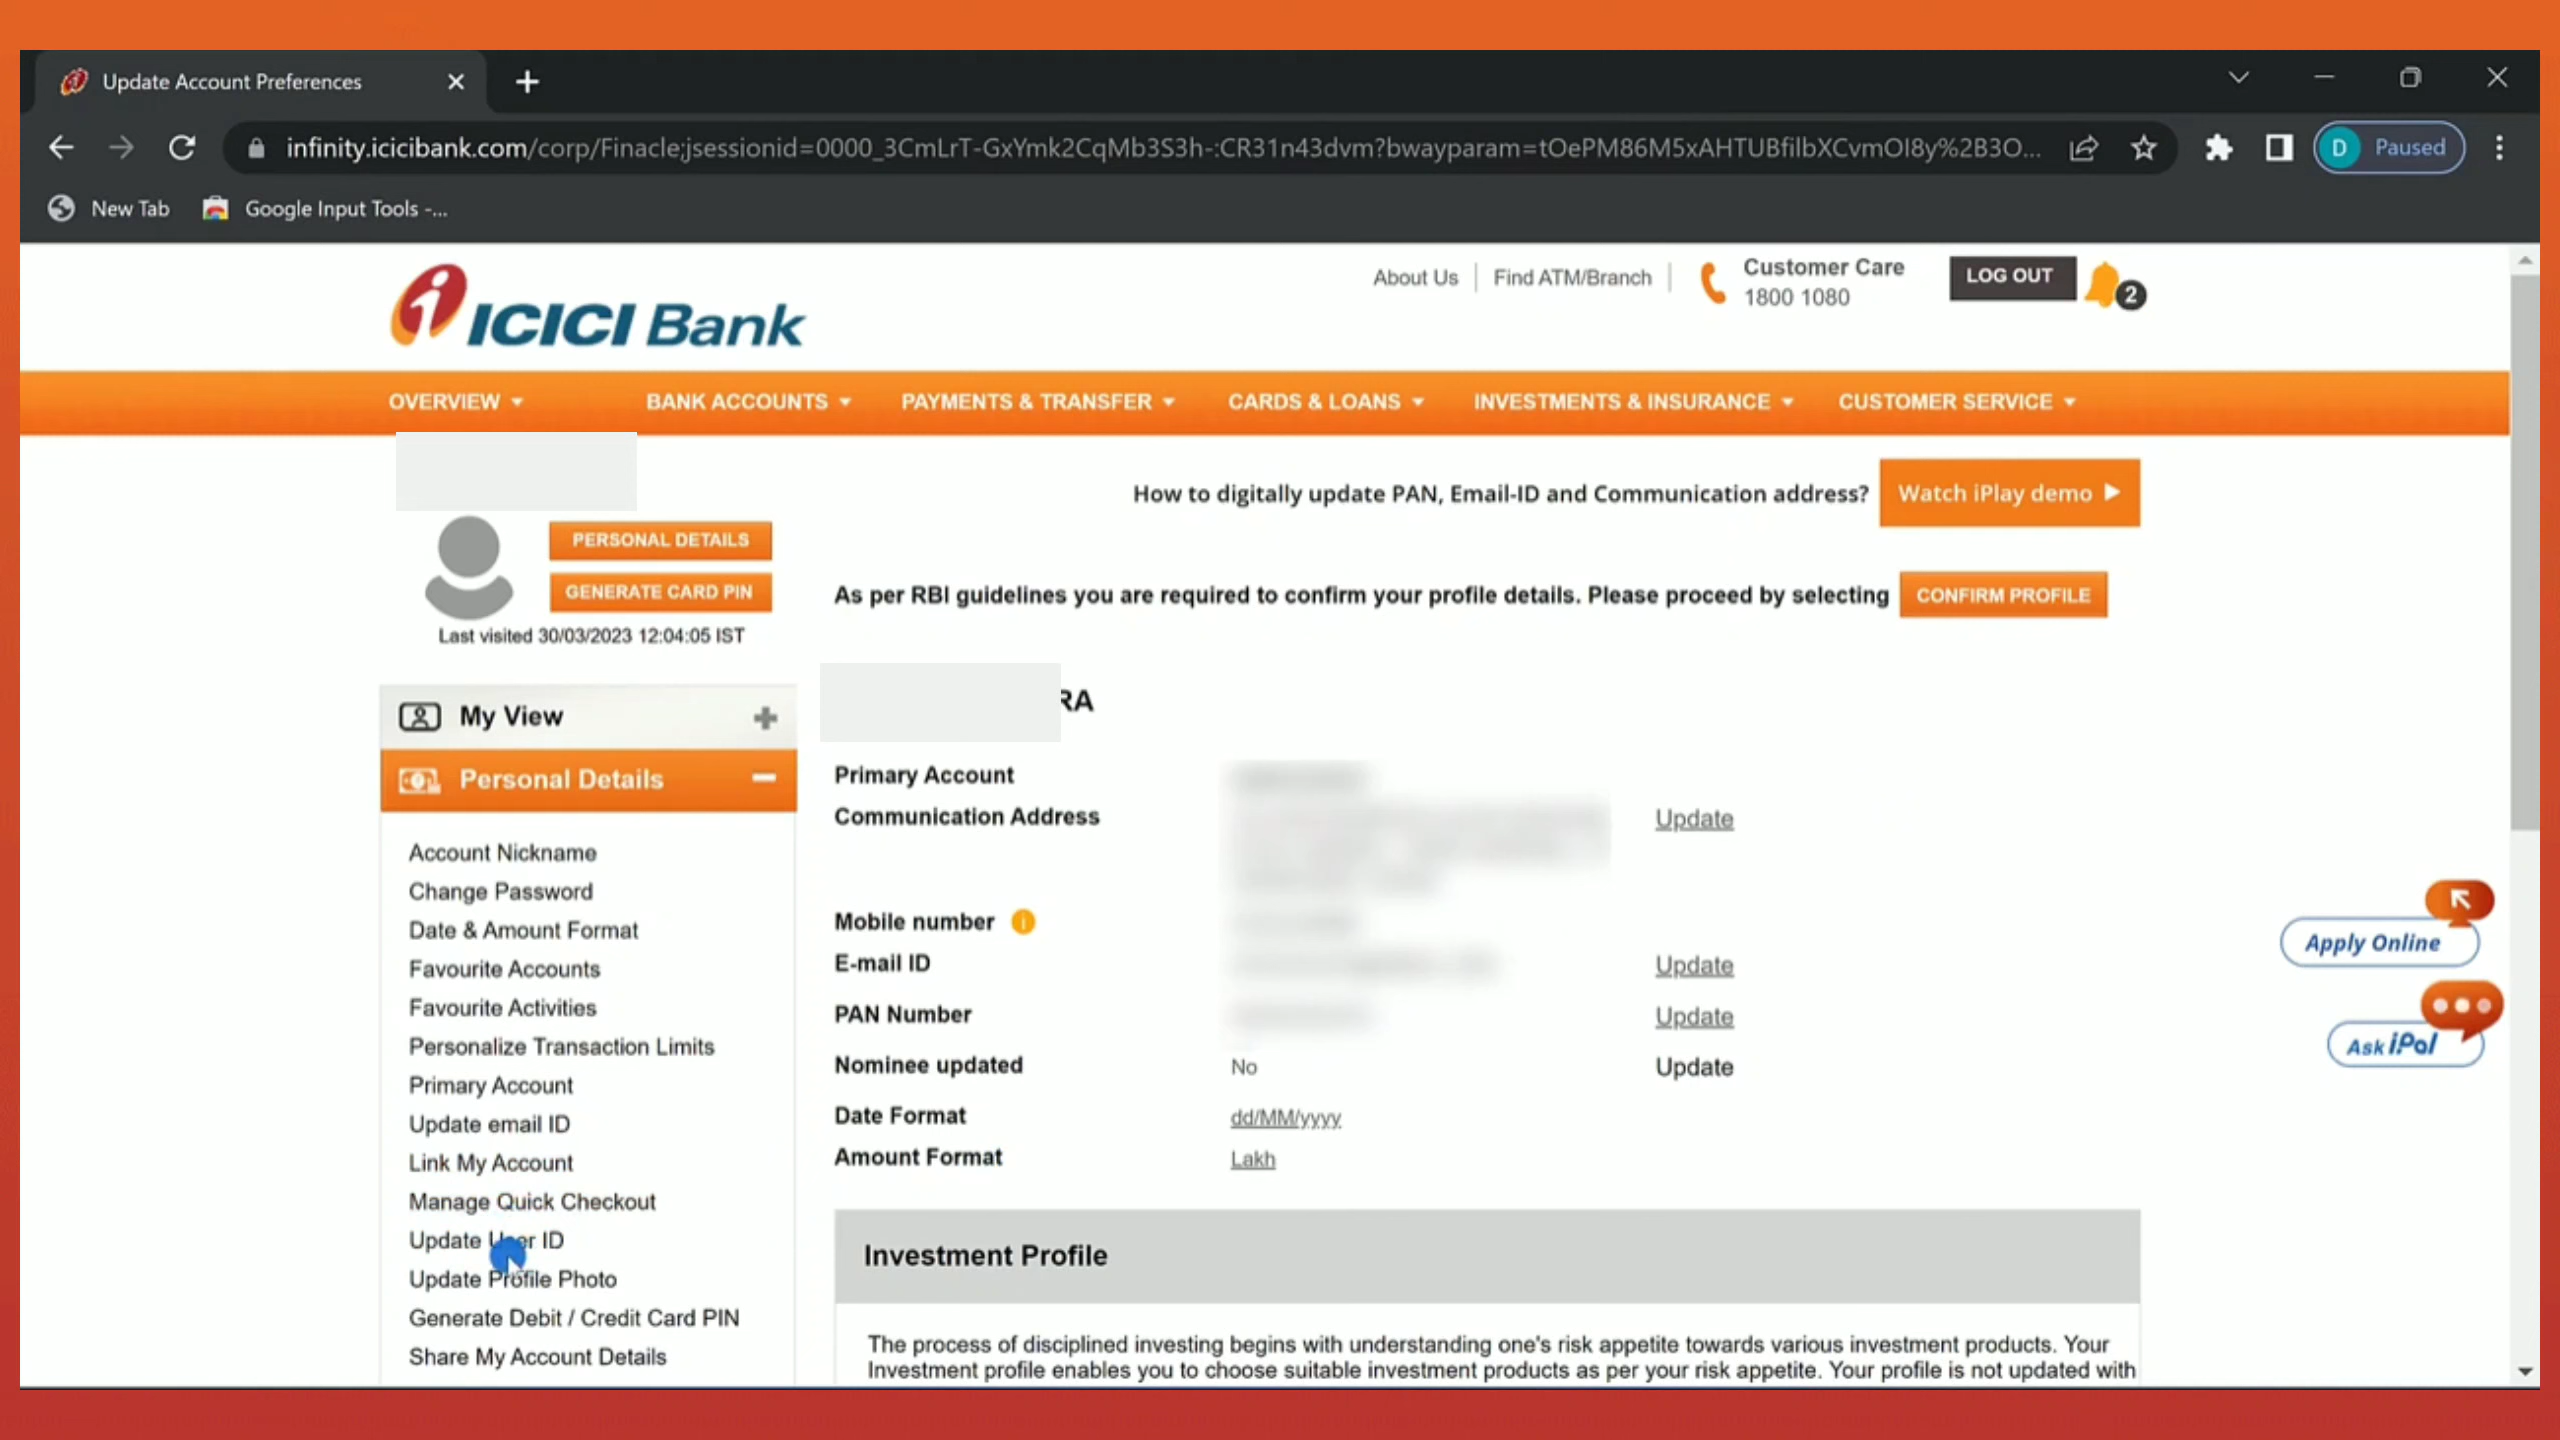 Update Account Preferences
infinity.icicibank.com/corp/Finacle;jsessionid=0000_3CmLrT-GxYmk2CqMb3S3h-:CR31n43dvm?bwayparam=tOePM86M5xAHTUBfilbXCvmOI8y%2B3O...
D Paused
New Tab Google Input Tools -...
ICICI Bank
About Us Find ATM/Branch
Customer Care
1800 1080
LOG OUT
2
OVERVIEW BANK ACCOUNTS PAYMENTS & TRANSFER CARDS & LOANS INVESTMENTS & INSURANCE CUSTOMER SERVICE
How to digitally update PAN, Email-ID and Communication address? Watch iPlay demo
PERSONAL DETAILS
GENERATE CARD PIN
Last visited 30/03/2023 12:04:05 IST
As per RBI guidelines you are required to confirm your profile details. Please proceed by selecting CONFIRM PROFILE
My View
Personal Details
Account Nickname
Change Password
Date & Amount Format
Favourite Accounts
Favourite Activities
Personalize Transaction Limits
Primary Account
Update email ID
Link My Account
Manage Quick Checkout
Update User ID
Update Profile Photo
Generate Debit / Credit Card PIN
Share My Account Details
RA
Primary Account
Communication Address Update
Mobile number
E-mail ID Update
PAN Number Update
Nominee updated No Update
Date Format dd/MM/yyyy
Amount Format Lakh
Investment Profile
The process of disciplined investing begins with understanding one's risk appetite towards various investment products. Your
Investment profile enables you to choose suitable investment products as per your risk appetite. Your profile is not updated with
Apply Online
Ask iPal